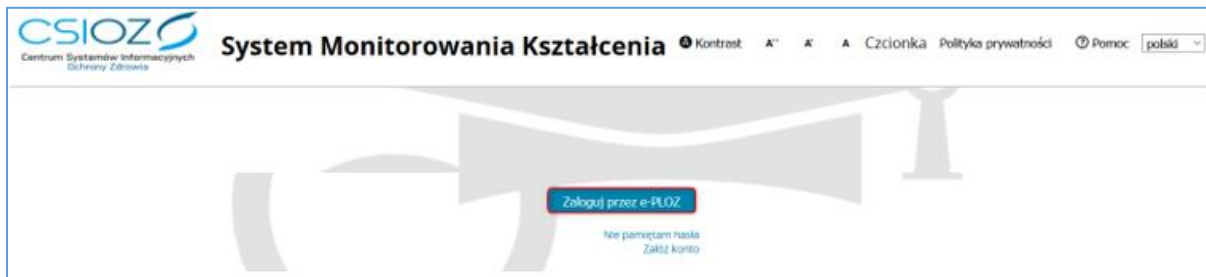 CSIOZ
Centrum Systemów Informacyjnych
Ochrony Zdrowia
System Monitorowania Kształcenia
Kontrast A++ A+ A Czcionka Polityka prywatności Pomoc polski
Zaloguj przez e-PLOZ
Nie pamiętam hasła
Załóż konto